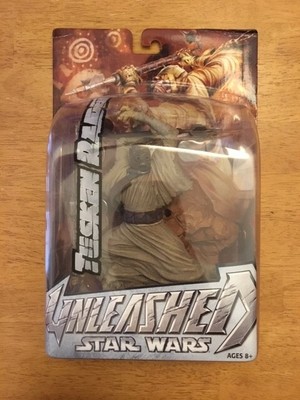 TUSKEN RAIDER
UNLEASHED
STAR WARS
AGES 8+